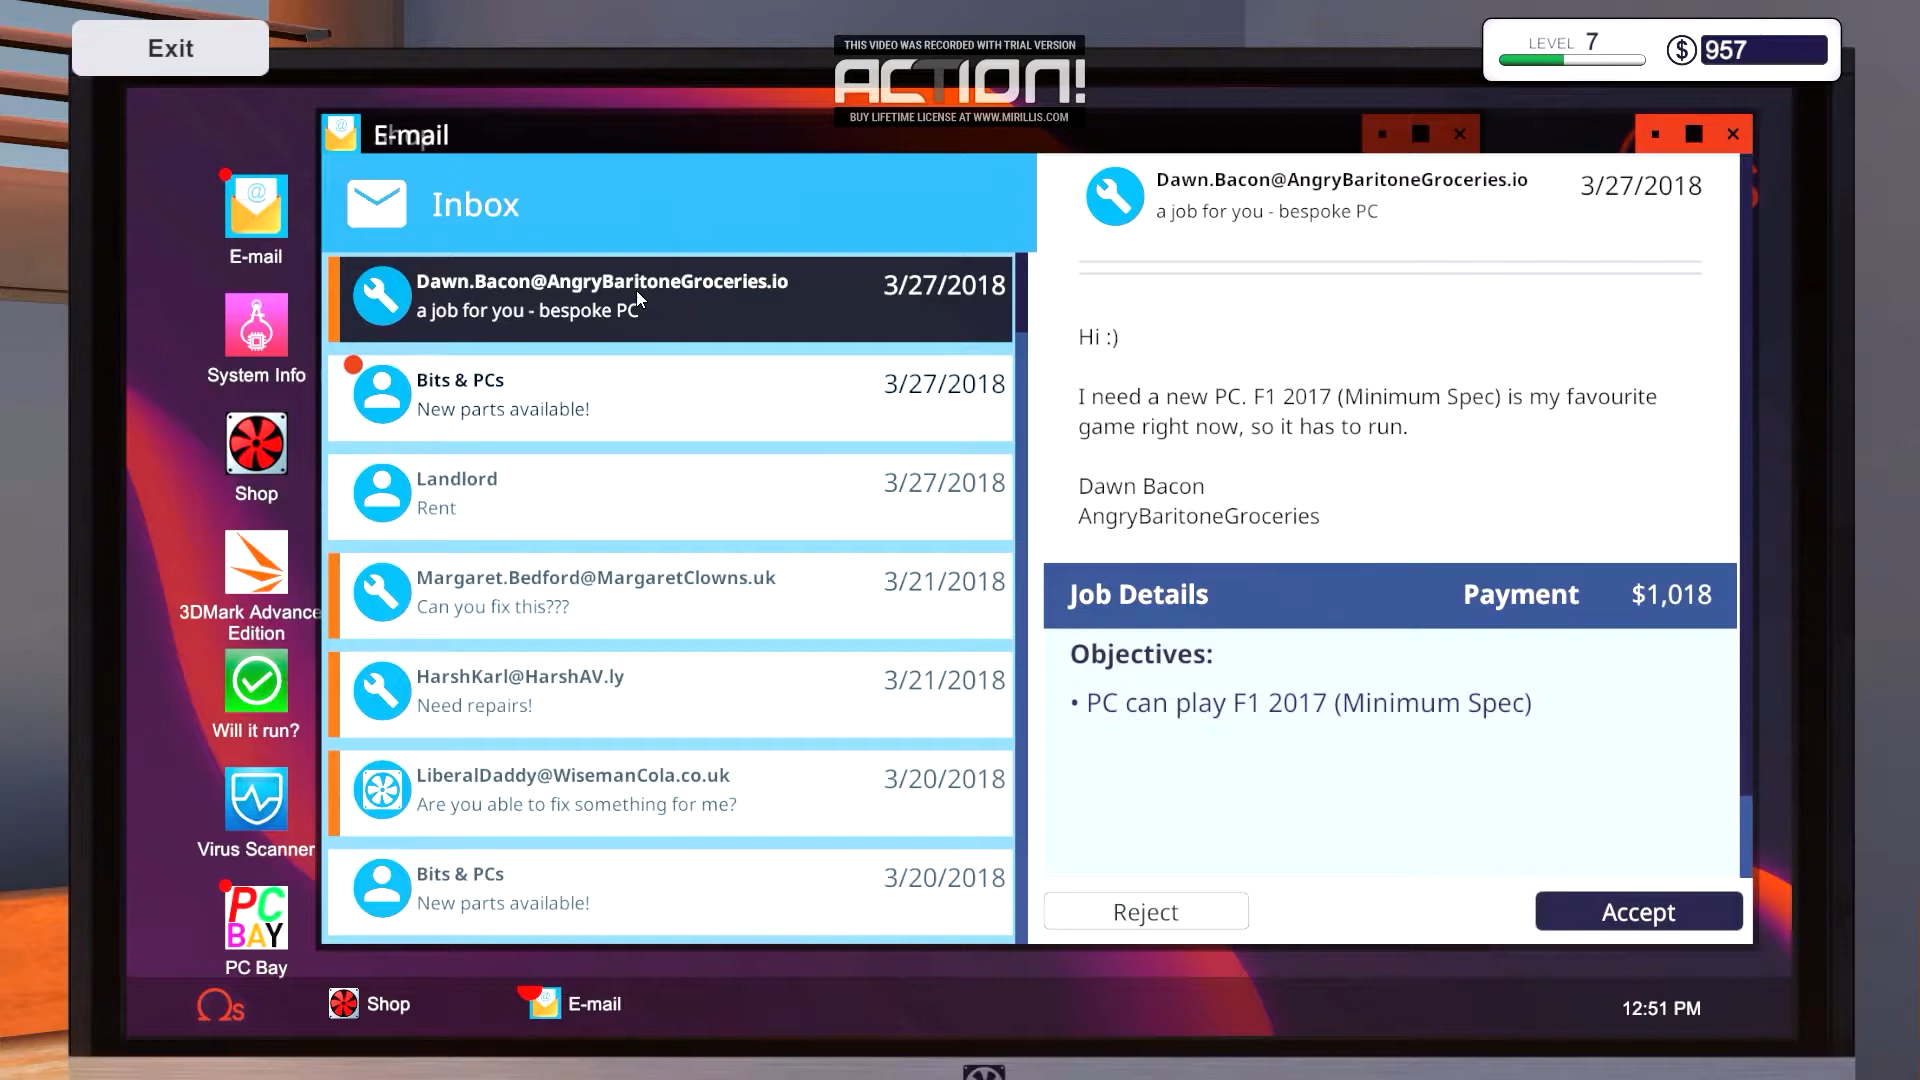 Exit
THIS VIDEO WAS RECORDED WITH TRIAL VERSION
ACTION!
BUY LIFETIME LICENSE AT WWW.MIRILLIS.COM
LEVEL 7
$ 957
E-mail
E-mail
System Info
Shop
3DMark Advance
Edition
Will it run?
Virus Scanner
PC
BAY
PC Bay
Inbox
Dawn.Bacon@AngryBaritoneGroceries.io 3/27/2018
a job for you - bespoke PC
Bits & PCs 3/27/2018
New parts available!
Landlord 3/27/2018
Rent
Margaret.Bedford@MargaretClowns.uk 3/21/2018
Can you fix this???
HarshKarl@HarshAV.ly 3/21/2018
Need repairs!
LiberalDaddy@WisemanCola.co.uk 3/20/2018
Are you able to fix something for me?
Bits & PCs 3/20/2018
New parts available!
Dawn.Bacon@AngryBaritoneGroceries.io 3/27/2018
a job for you - bespoke PC
Hi :)
I need a new PC. F1 2017 (Minimum Spec) is my favourite
game right now, so it has to run.
Dawn Bacon
AngryBaritoneGroceries
Job Details Payment $1,018
Objectives:
• PC can play F1 2017 (Minimum Spec)
Reject Accept
Ωs Shop E-mail 12:51 PM